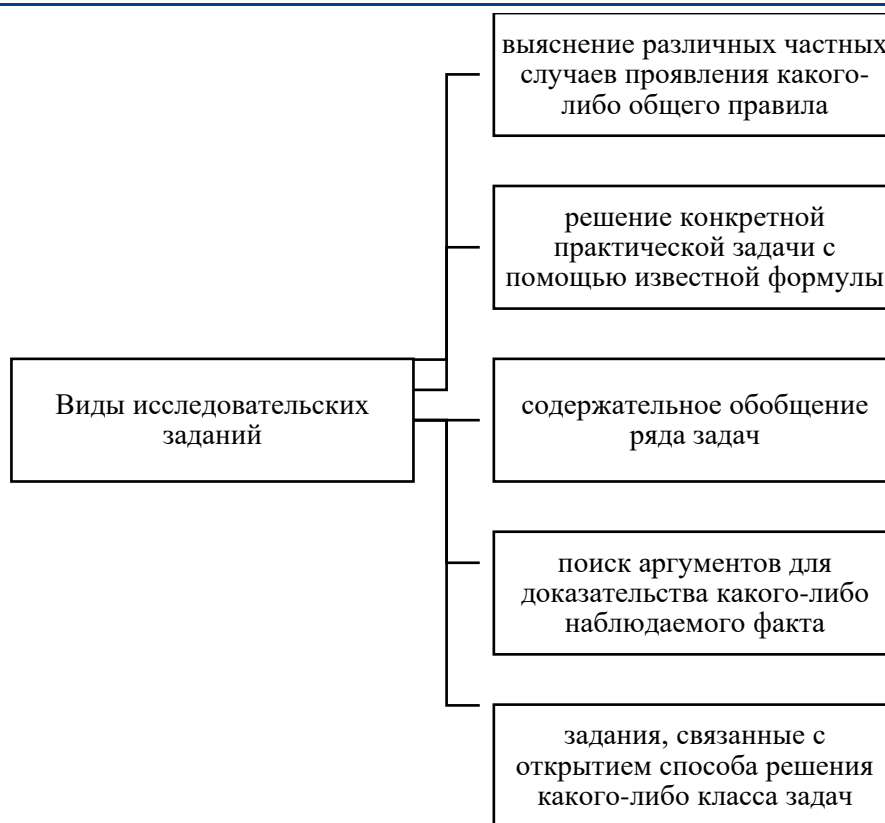 выяснение различных частных
случаев проявления какого-
либо общего правила
решение конкретной
практической задачи с
помощью известной формулы
Виды исследовательских
заданий
содержательное обобщение
ряда задач
поиск аргументов для
доказательства какого-либо
наблюдаемого факта
задания, связанные с
открытием способа решения
какого-либо класса задач